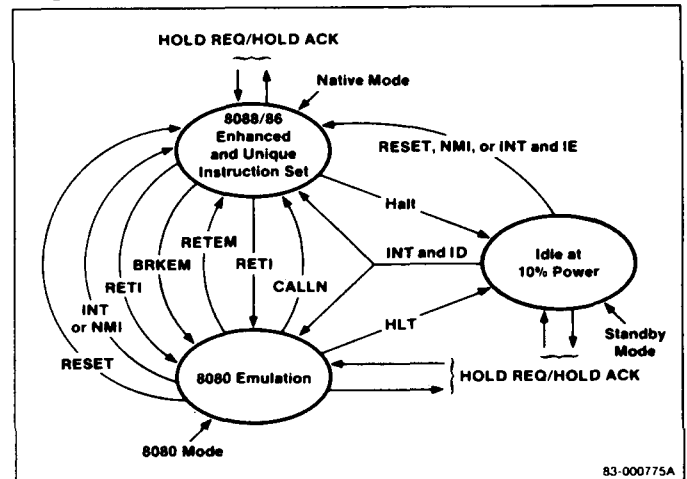 HOLD REQ/HOLD ACK
Native Mode
8088/86
Enhanced
and Unique
Instruction Set
RESET, NMI, or INT and IE
Halt
RETEM
BRKEM
RETI
RETI
CALLN
INT and ID
Idle at
10% Power
INT
or NMI
RESET
HLT
Standby
Mode
8080 Emulation
HOLD REQ/HOLD ACK
8080 Mode
83-000775A